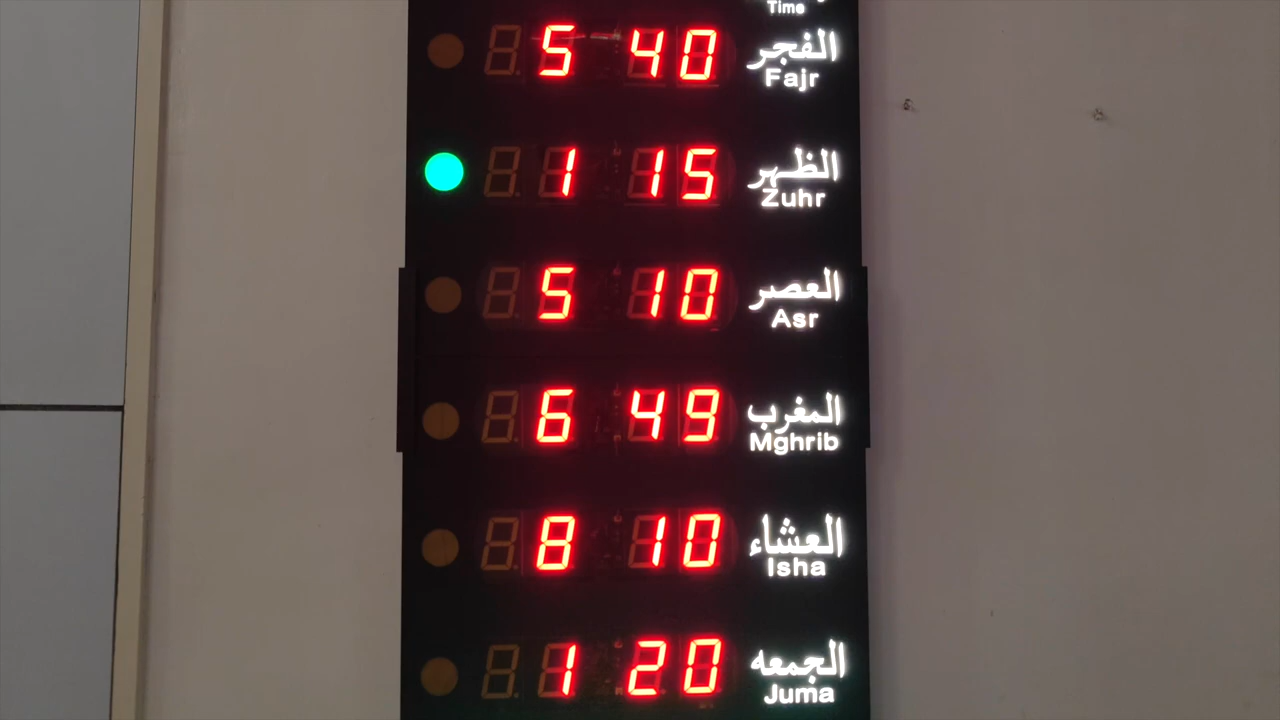 Time
5 40 الفجر
Fajr
1 15 الظهر
Zuhr
5 10 العصر
Asr
6 49 المغرب
Mghrib
8 10 العشاء
Isha
1 20 الجمعه
Juma